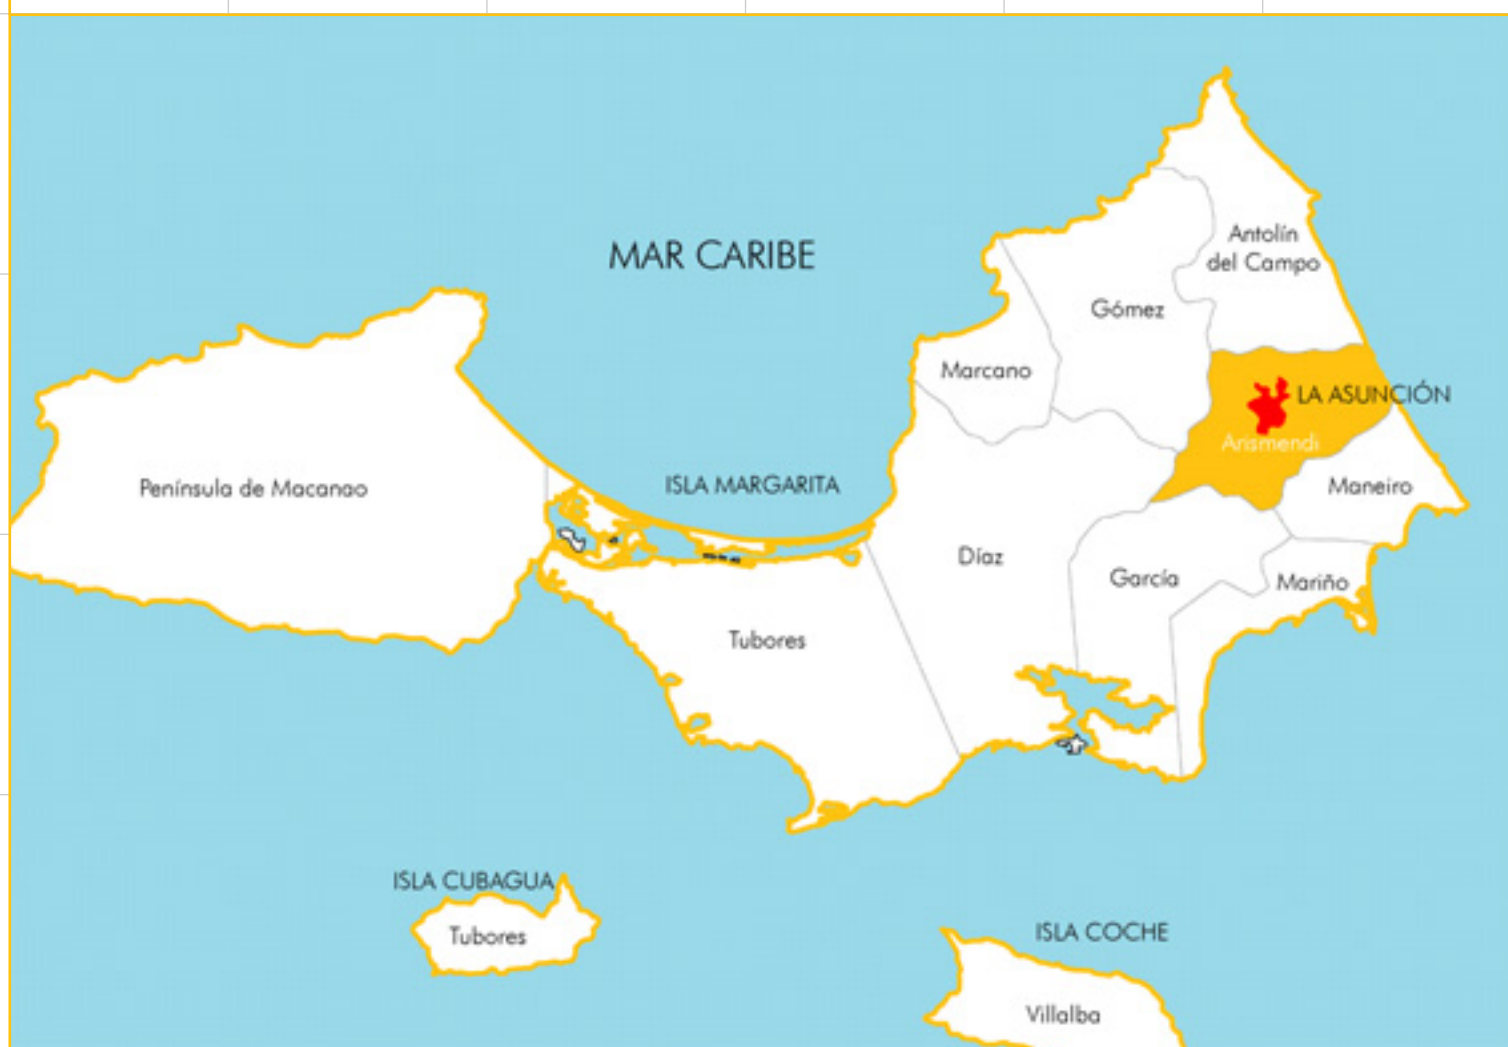 Antolín
del Campo
MAR CARIBE
Gómez
Marcano
LA ASUNCIÓN
Arismendi
Península de Macanao
ISLA MARGARITA
Maneiro
Díaz
García
Mariño
Tubores
ISLA CUBAGUA
Tubores
ISLA COCHE
Villalba